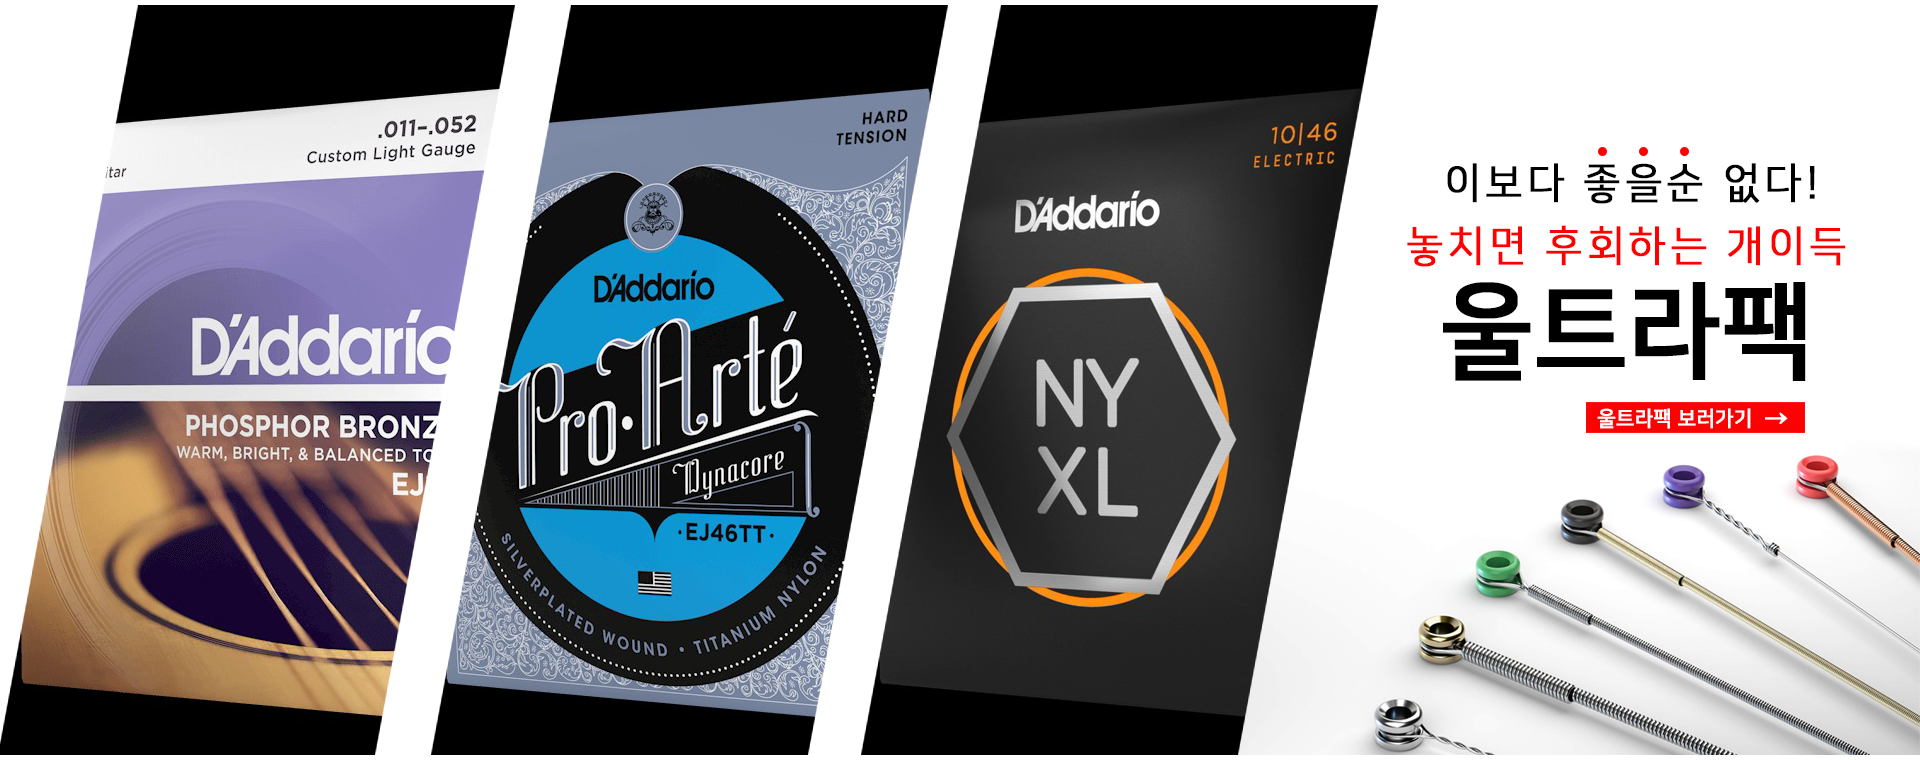 .011-.052
Custom Light Gauge
itar
D'Addario
PHOSPHOR BRONZ
WARM, BRIGHT, & BALANCED TO
EJ
HARD
TENSION
D'Addario
Pro·Arté
Dynacore
·EJ46TT·
SILVERPLATED WOUND • TITANIUM NYLON
10|46
ELECTRIC
D'Addario
NY
XL
이보다 좋을순 없다!
놓치면 후회하는 개이득
울트라팩
울트라팩 보러가기 →